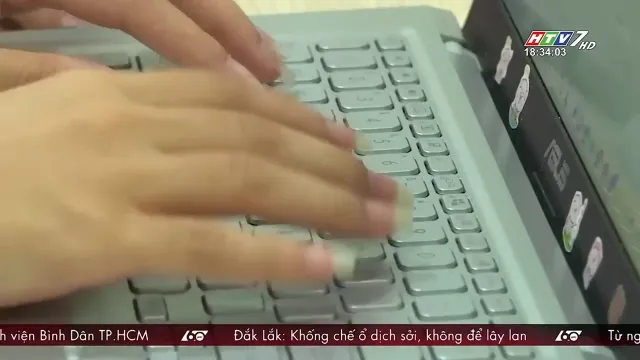 HTV7 HD
18:34:03
ASUS
h viện Bình Dân TP.HCM
Đắk Lắk: Khống chế ổ dịch sởi, không để lây lan
Từ ng